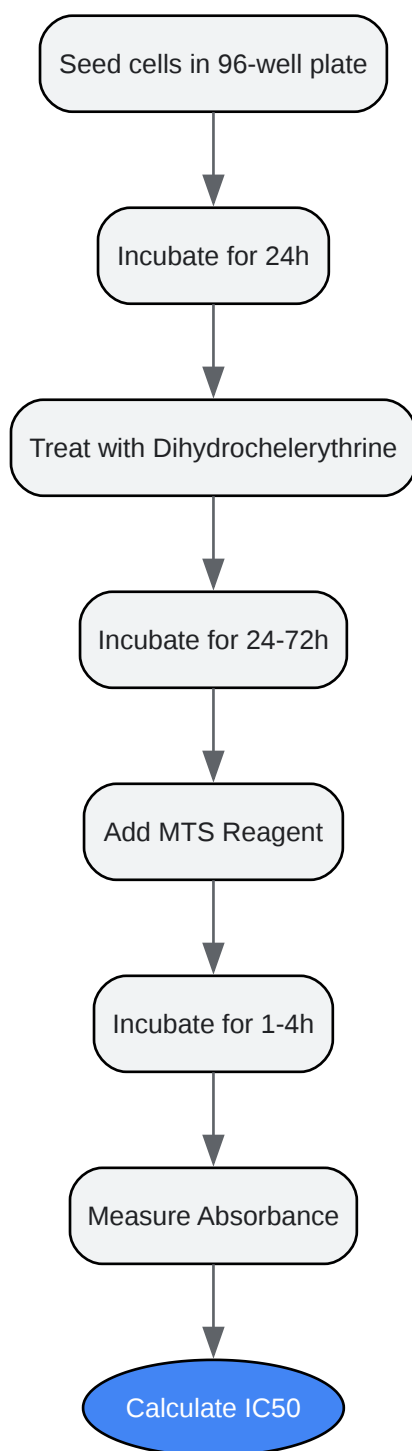 Seed cells in 96-well plate
Incubate for 24h
Treat with Dihydrochelerythrine
Incubate for 24-72h
Add MTS Reagent
Incubate for 1-4h
Measure Absorbance
Calculate IC50